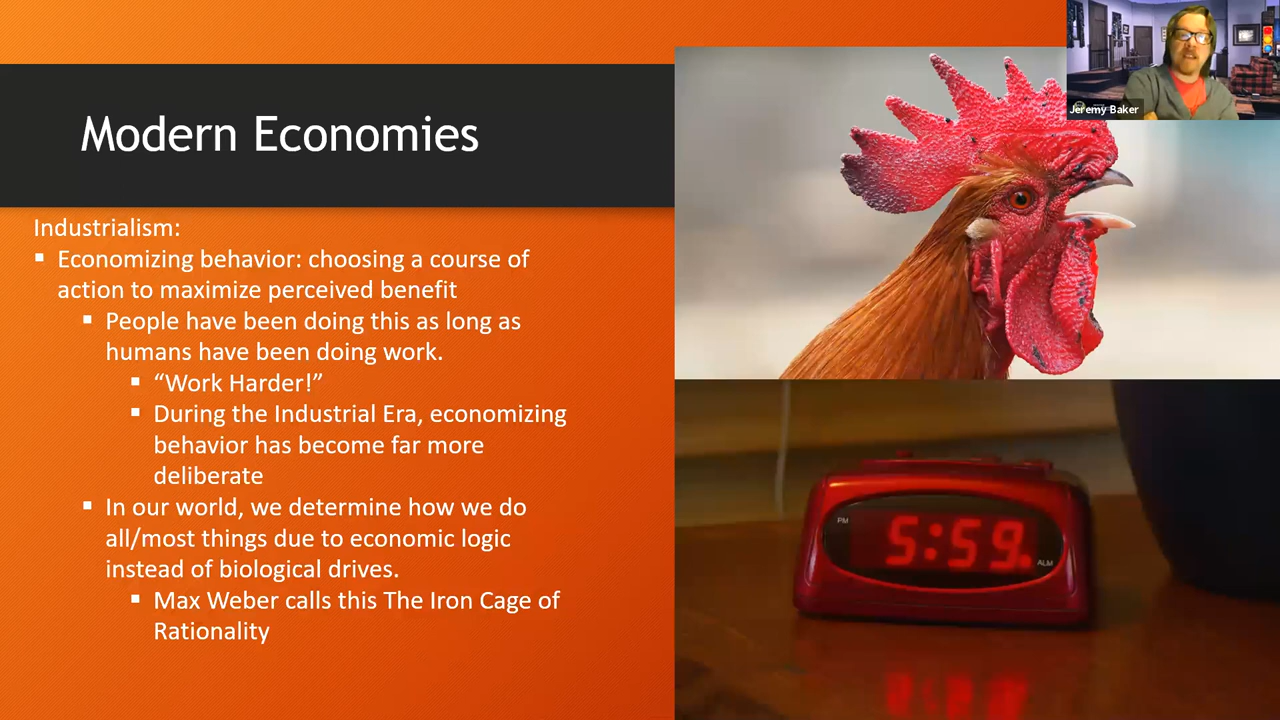 Jeremy Baker
Modern Economies
Industrialism:
▪ Economizing behavior: choosing a course of
action to maximize perceived benefit
▪ People have been doing this as long as
humans have been doing work.
▪ “Work Harder!”
▪ During the Industrial Era, economizing
behavior has become far more
deliberate
▪ In our world, we determine how we do
all/most things due to economic logic
instead of biological drives.
▪ Max Weber calls this The Iron Cage of
Rationality
PM
5:59
ALM